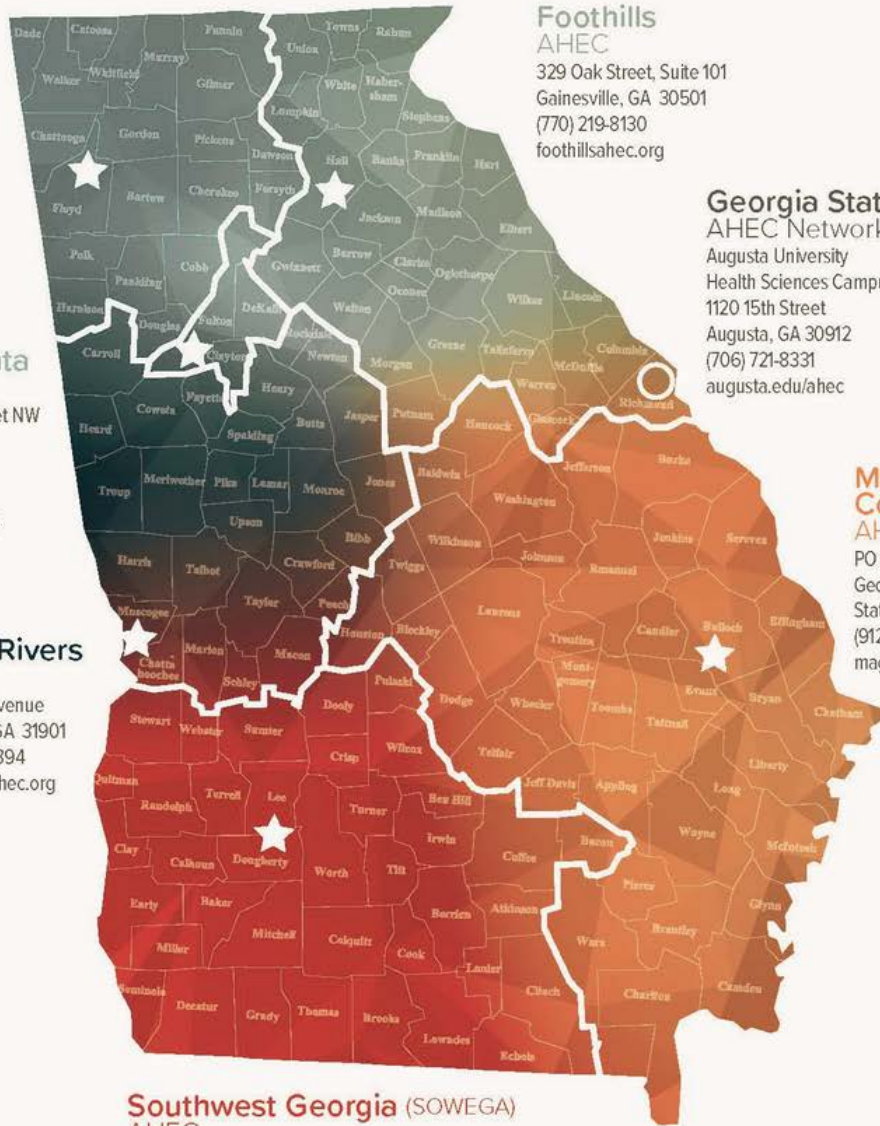 Foothills
AHEC
329 Oak Street, Suite 101
Gainesville, GA 30501
(770) 219-8130
foothillsahec.org
Georgia Stat
AHEC Network
Augusta University
Health Sciences Camp
1120 15th Street
Augusta, GA 30912
(706) 721-8331
augusta.edu/ahec
ta
et NW
M
Co
AH
PO
Geo
Stat
(912
mag
Rivers
venue
GA 31901
394
hec.org
Southwest Georgia (SOWEGA)
Dade Catoosa Fannin Towns Rabun
Union
Murray
Walker Whitfield Gilmer White Haber-
sham
Lumpkin
Stephens
Chattooga Gordon Pickens
Dawson Hall Banks Franklin Hart
Floyd Bartow Cherokee Forsyth
Jackson Madison
Elbert
Polk Cobb Gwinnett Barrow Clarke
Oglethorpe
Paulding Oconee
Haralson DeKalb Walton Wilkes Lincoln
Douglas Fulton Rockdale
Carroll Clayton Newton Morgan Greene Taliaferro Columbia
McDuffie
Fayette Henry Warren
Coweta Butts Jasper Putnam Hancock Glascock Richmond
Heard Spalding
Jefferson Burke
Troup Meriwether Pike Lamar Monroe Jones Baldwin
Washington
Upson
Bibb Wilkinson Jenkins Screven
Harris Talbot Crawford Twiggs Johnson Emanuel
Taylor Peach
Muscogee Laurens
Houston Bleckley Treutlen Candler Bulloch Effingham
Chatta
hoochee Marion Macon
Schley Pulaski Mont-
gomery
Stewart Webster Sumter Dooly Dodge Wheeler Toombs Tattnall Evans Bryan Chatham
Crisp Wilcox Telfair
Liberty
Quitman Randolph Terrell Lee Turner Ben Hill Jeff Davis Appling Long
Clay Calhoun Dougherty Worth Tift Irwin Coffee Bacon Wayne McIntosh
Early Baker Berrien Atkinson Pierce Glynn
Miller Mitchell Colquitt Cook Ware Brantley
Lanier
Seminole Decatur Grady Thomas Brooks Clinch Charlton Camden
Lowndes Echols